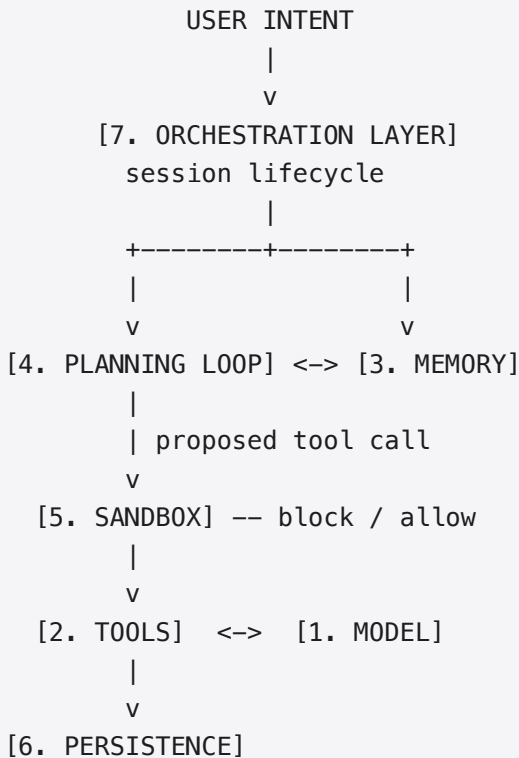 USER INTENT
|
v
[7. ORCHESTRATION LAYER]
session lifecycle
|
+--------+--------+
| |
v v
[4. PLANNING LOOP] <-> [3. MEMORY]
|
| proposed tool call
v
[5. SANDBOX] -- block / allow
|
v
[2. TOOLS] <-> [1. MODEL]
|
v
[6. PERSISTENCE]